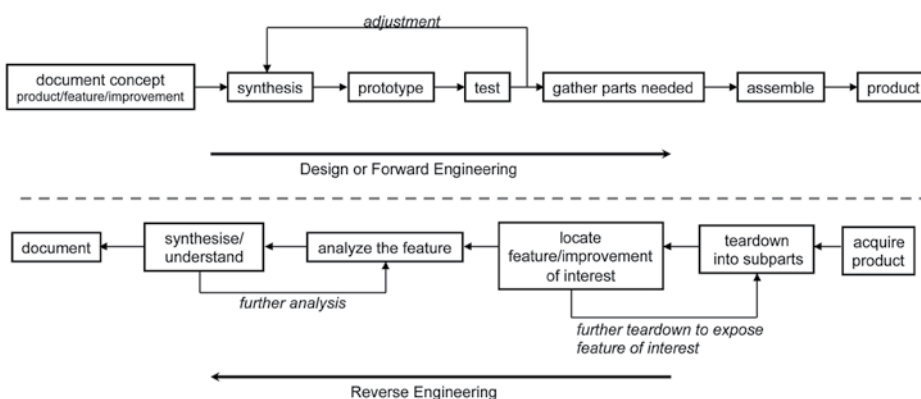 adjustment
document concept
product/feature/improvement
synthesis
prototype
test
gather parts needed
assemble
product
Design or Forward Engineering
document
synthesise/
understand
analyze the feature
locate
feature/improvement
of interest
teardown
into subparts
acquire
product
further analysis
further teardown to expose
feature of interest
Reverse Engineering